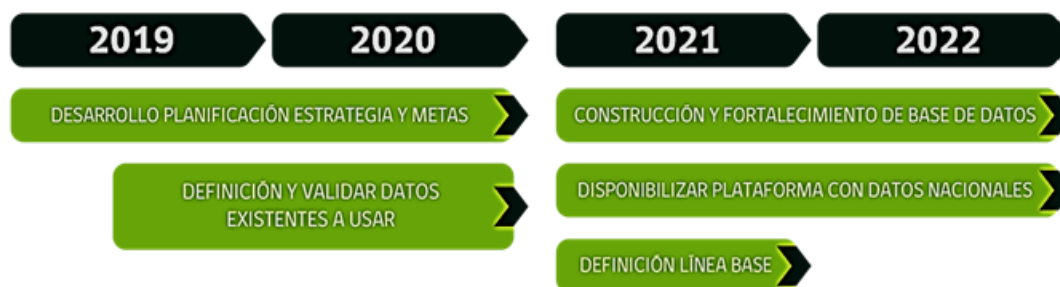 2019
2020
2021
2022
DESARROLLO PLANIFICACIÓN ESTRATEGIA Y METAS
CONSTRUCCIÓN Y FORTALECIMIENTO DE BASE DE DATOS
DEFINICIÓN Y VALIDAR DATOS
EXISTENTES A USAR
DISPONIBILIZAR PLATAFORMA CON DATOS NACIONALES
DEFINICIÓN LÍNEA BASE